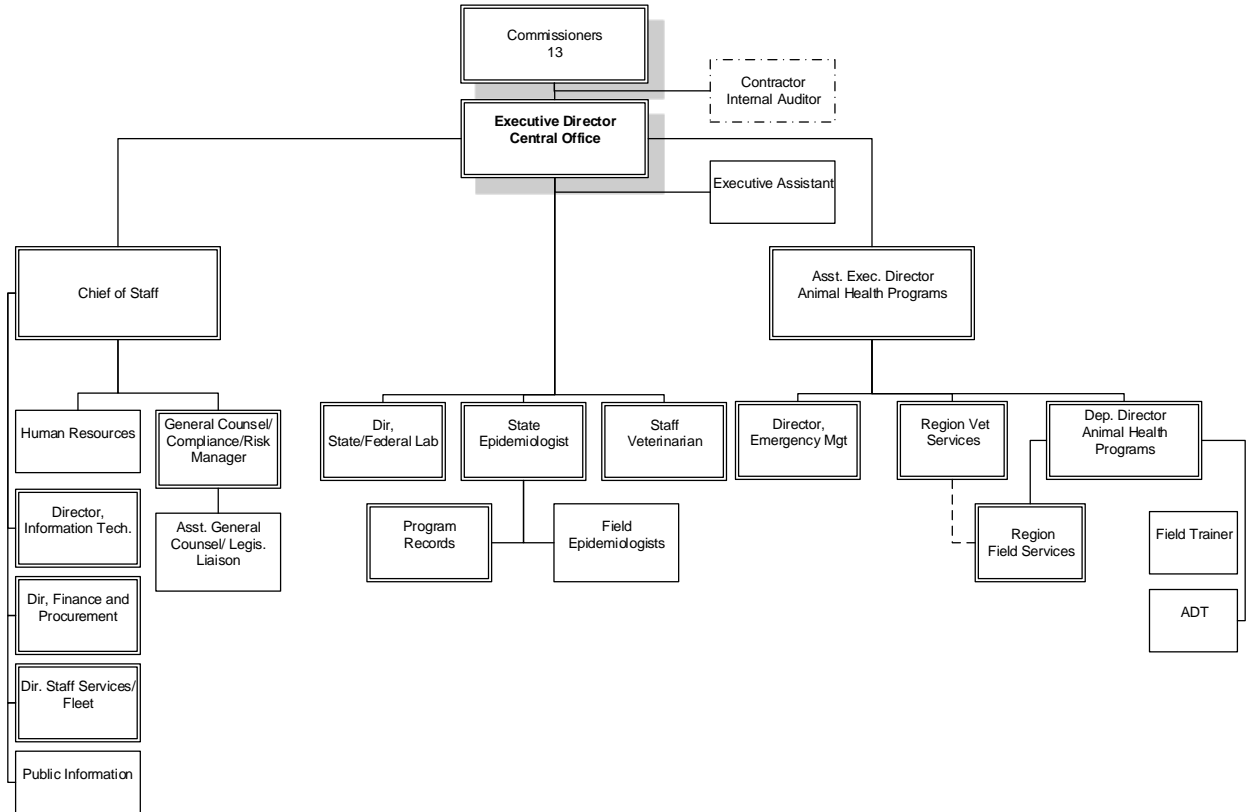 Commissioners
13
Contractor
Internal Auditor
Executive Director
Central Office
Executive Assistant
Chief of Staff
Asst. Exec. Director
Animal Health Programs
Human Resources
General Counsel/
Compliance/Risk
Manager
Dir,
State/Federal Lab
State
Epidemiologist
Staff
Veterinarian
Director,
Emergency Mgt
Region Vet
Services
Dep. Director
Animal Health
Programs
Director,
Information Tech.
Asst. General
Counsel/ Legis.
Liaison
Program
Records
Field
Epidemiologists
Region
Field Services
Field Trainer
Dir, Finance and
Procurement
ADT
Dir. Staff Services/
Fleet
Public Information